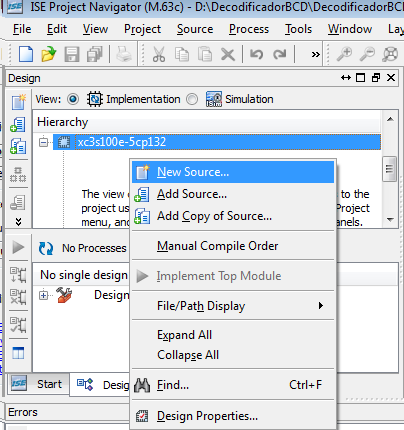 ISE Project Navigator (M.63c) - D:\DecodificadorBCD\DecodificadorBC
File Edit View Project Source Process Tools Window La
Design
View: Implementation Simulation
Hierarchy
xc3s100e-5cp132
New Source...
Add Source...
Add Copy of Source...
Manual Compile Order
Implement Top Module
File/Path Display
Expand All
Collapse All
Find... Ctrl+F
Design Properties...
The view c
to the
project us
Project
menu, and
anels.
No Processes
No single design
Design
Start
Desig
Errors